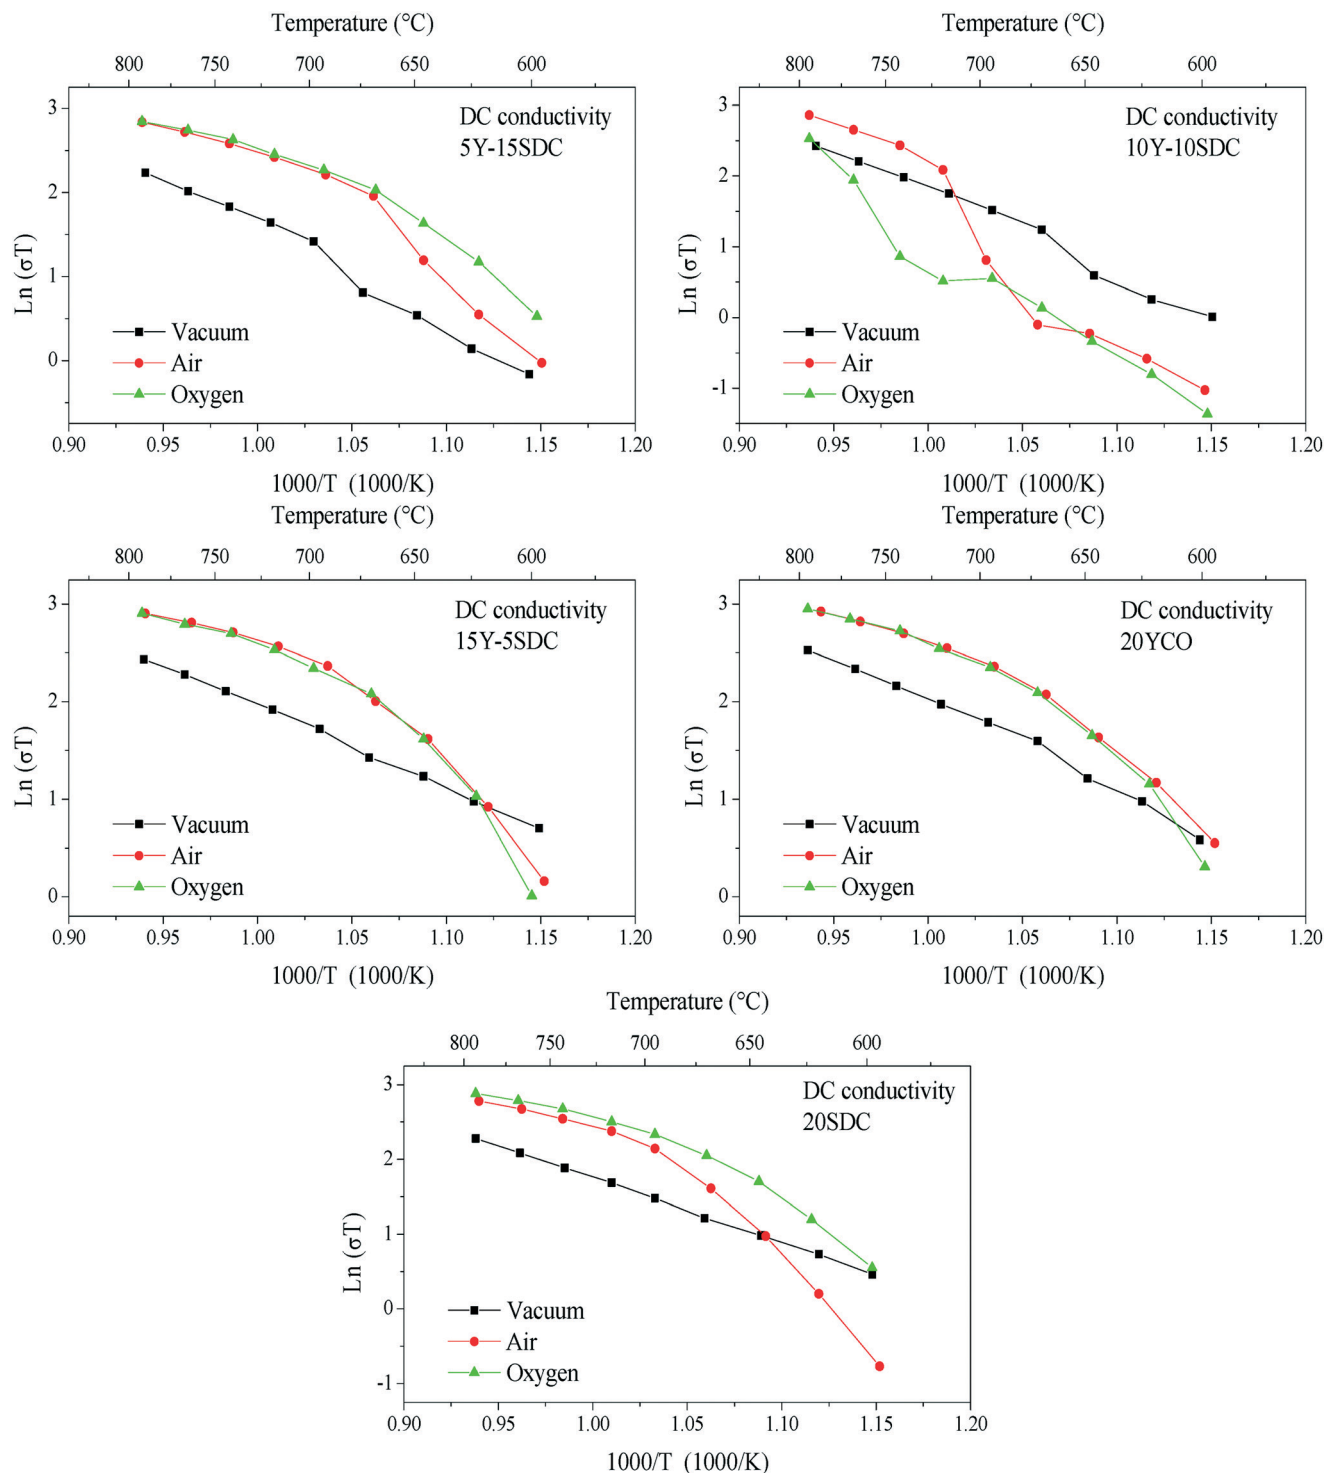 Temperature (°C)
800 750 700 650 600
DC conductivity
5Y-15SDC
3
2
1
0
Ln (σT)
Vacuum
Air
Oxygen
0.90 0.95 1.00 1.05 1.10 1.15 1.20
1000/T (1000/K)
Temperature (°C)
800 750 700 650 600
DC conductivity
10Y-10SDC
3
2
1
0
-1
Ln (σT)
Vacuum
Air
Oxygen
0.90 0.95 1.00 1.05 1.10 1.15 1.20
1000/T (1000/K)
Temperature (°C)
800 750 700 650 600
DC conductivity
15Y-5SDC
3
2
1
0
Ln (σT)
Vacuum
Air
Oxygen
0.90 0.95 1.00 1.05 1.10 1.15 1.20
1000/T (1000/K)
Temperature (°C)
800 750 700 650 600
DC conductivity
20YCO
3
2
1
0
Ln (σT)
Vacuum
Air
Oxygen
0.90 0.95 1.00 1.05 1.10 1.15 1.20
1000/T (1000/K)
Temperature (°C)
800 750 700 650 600
DC conductivity
20SDC
3
2
1
0
-1
Ln (σT)
Vacuum
Air
Oxygen
0.90 0.95 1.00 1.05 1.10 1.15 1.20
1000/T (1000/K)